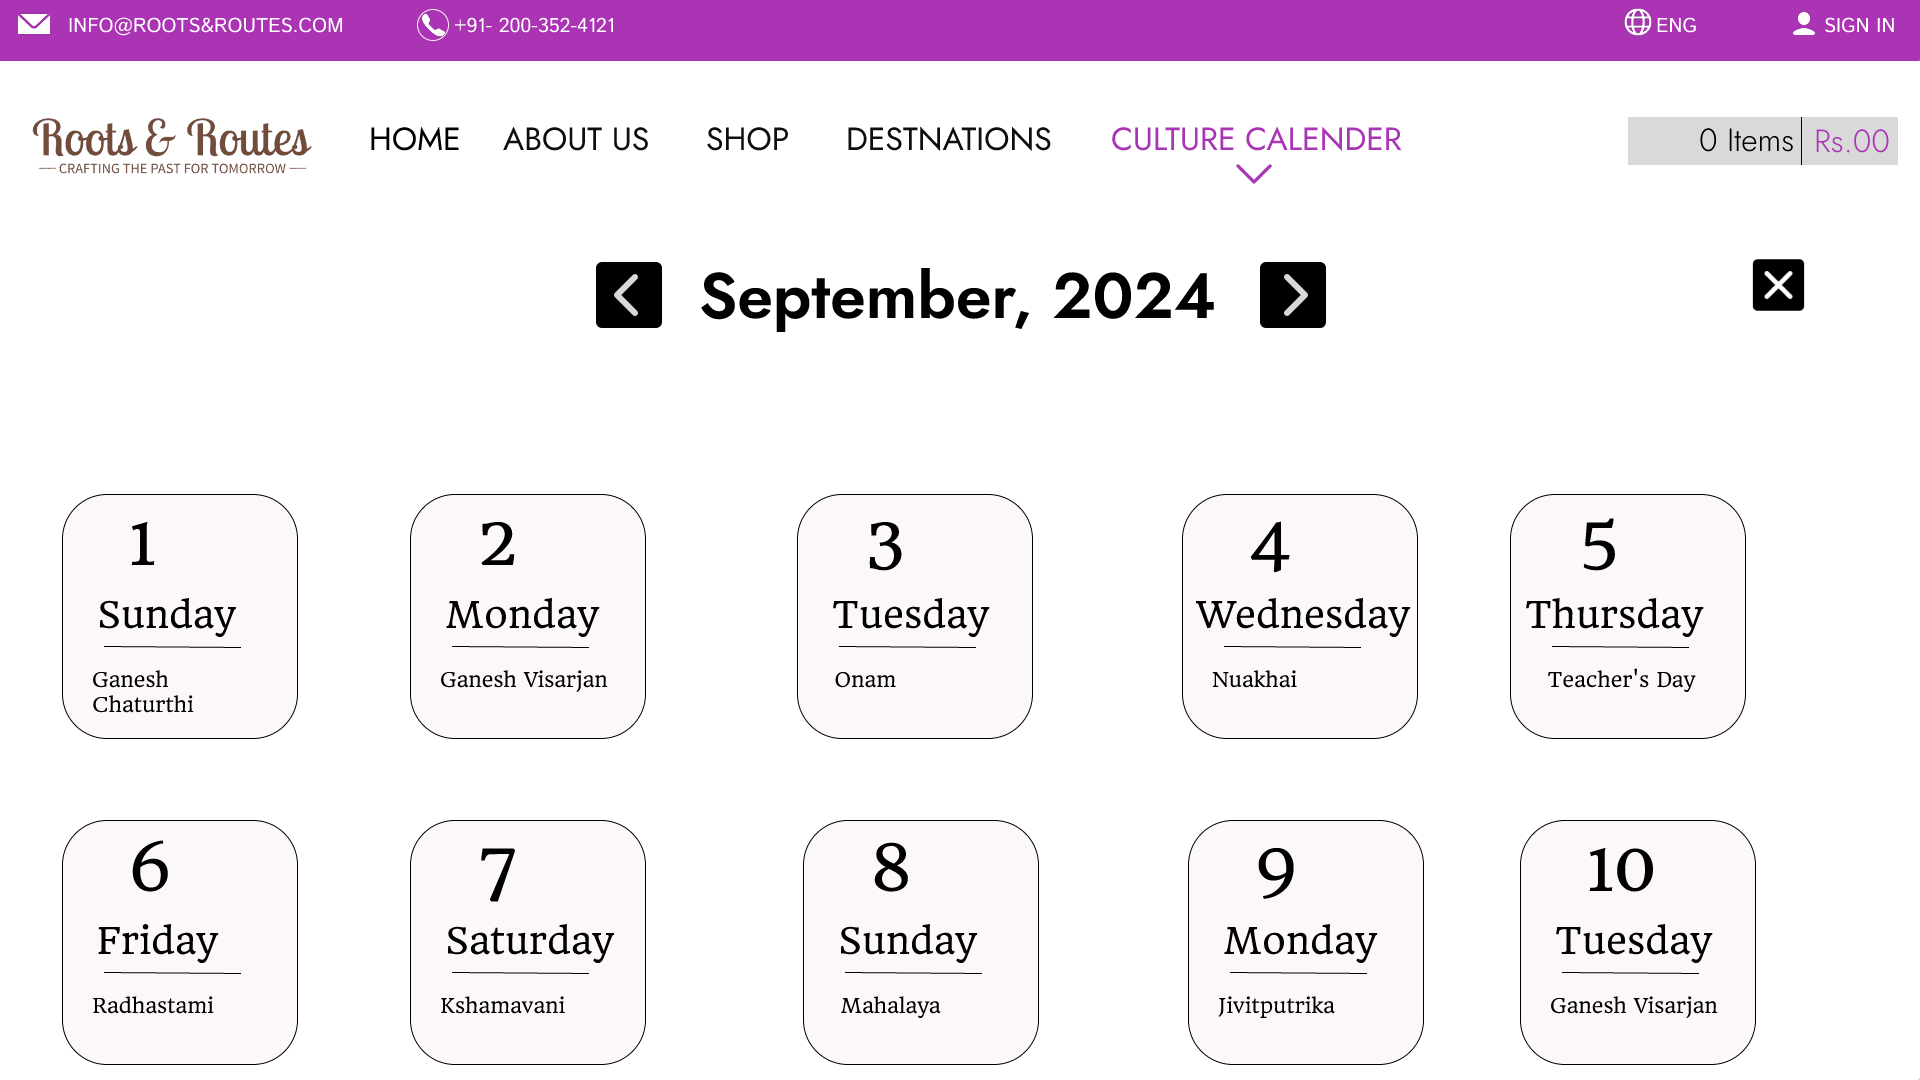 INFO@ROOTS&ROUTES.COM
+91- 200-352-4121
ENG
SIGN IN
Roots & Routes
CRAFTING THE PAST FOR TOMORROW
HOME
ABOUT US
SHOP
DESTNATIONS
CULTURE CALENDER
0 Items
Rs.00
September, 2024
1
Sunday
Ganesh
Chaturthi
2
Monday
Ganesh Visarjan
3
Tuesday
Onam
4
Wednesday
Nuakhai
5
Thursday
Teacher's Day
6
Friday
Radhastami
7
Saturday
Kshamavani
8
Sunday
Mahalaya
9
Monday
Jivitputrika
10
Tuesday
Ganesh Visarjan